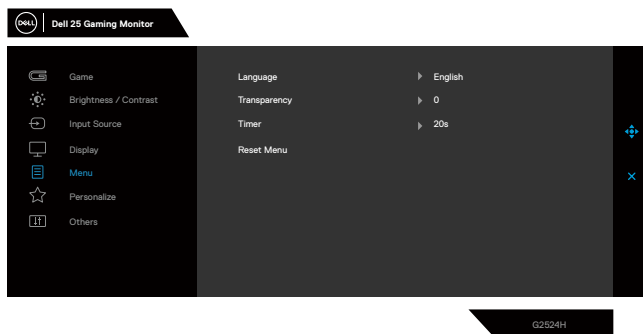 DELL Dell 25 Gaming Monitor
Game
Brightness / Contrast
Input Source
Display
Menu
Personalize
Others
Language English
Transparency 0
Timer 20s
Reset Menu
G2524H